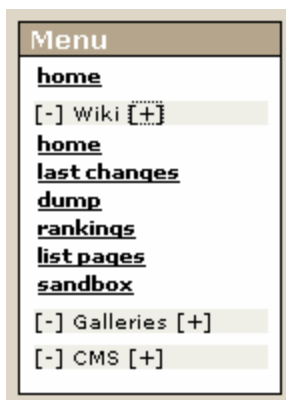 Menu
home
[-] Wiki [+]
home
last changes
dump
rankings
list pages
sandbox
[-] Galleries [+]
[-] CMS [+]